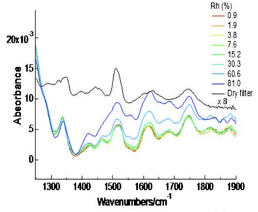 Rh (%)
0.9
1.9
3.8
7.6
15.2
30.3
60.6
81.0
Dry filter
x 8
20x10⁻³
15
10
5
0
Absorbance
1300 1400 1500 1600 1700 1800 1900
Wavenumbers/cm⁻¹